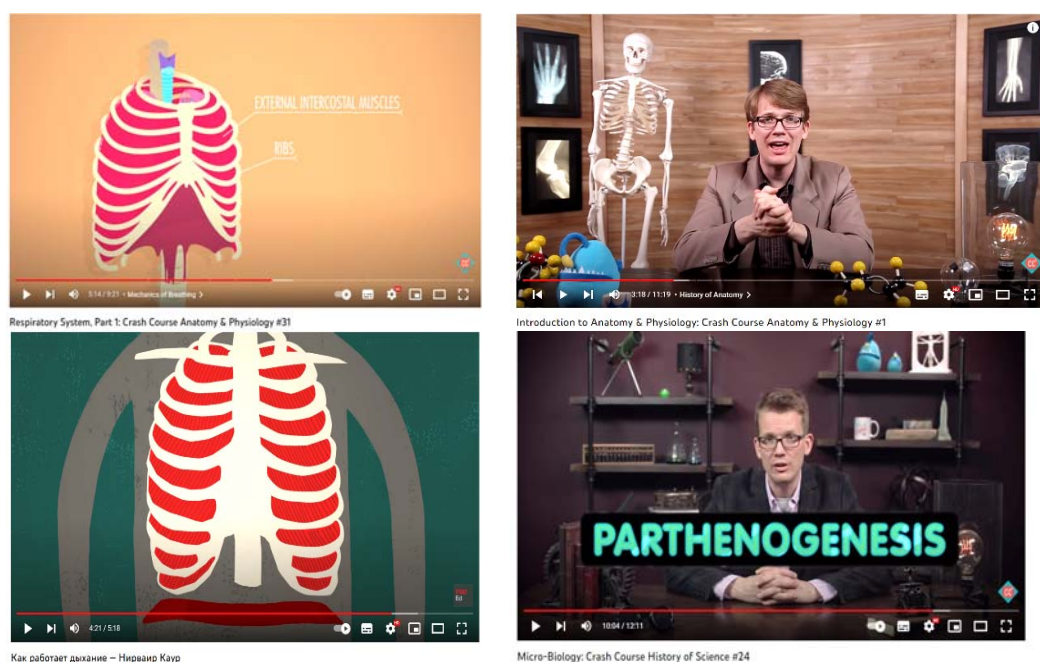 EXTERNAL INTERCOSTAL MUSCLES
RIBS
5:14 / 9:21 • Mechanics of Breathing >
Respiratory System, Part 1: Crash Course Anatomy & Physiology #31
3:18 / 11:19 • History of Anatomy >
Introduction to Anatomy & Physiology: Crash Course Anatomy & Physiology #1
4:21 / 5:18
Как работает дыхание – Нирваир Каур
PARTHENOGENESIS
10:04 / 12:11
Micro-Biology: Crash Course History of Science #24